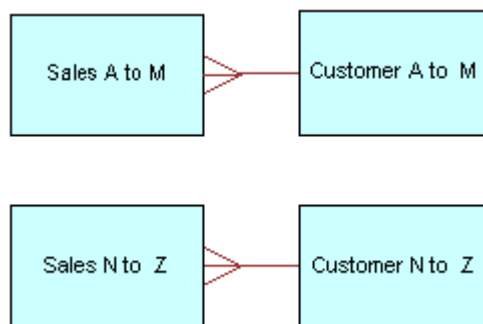 Sales A to M
Customer A to M
Sales N to Z
Customer N to Z